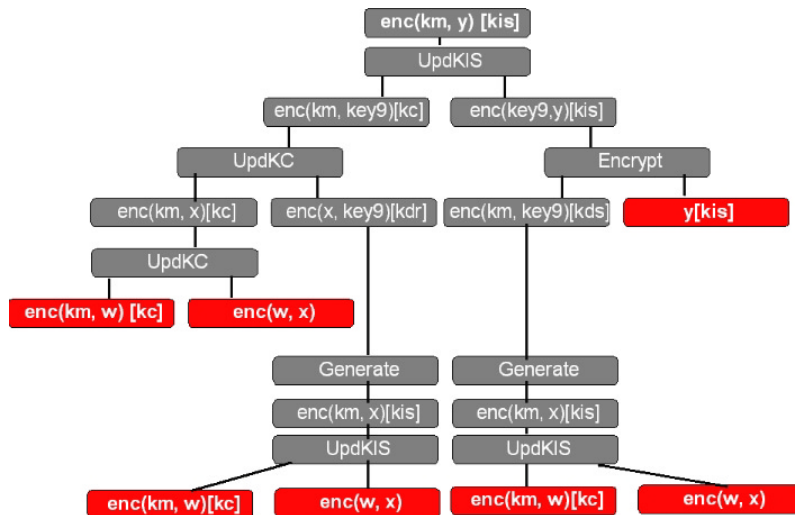 enc(km, y) [kis]
UpdKIS
enc(km, key9)[kc]
enc(key9,y)[kis]
UpdKC
Encrypt
enc(km, x)[kc]
enc(x, key9)[kdr]
enc(km, key9)[kds]
y[kis]
UpdKC
enc(km, w) [kc]
enc(w, x)
Generate
Generate
enc(km, x)[kis]
enc(km, x)[kis]
UpdKIS
UpdKIS
enc(km, w)[kc]
enc(w, x)
enc(km, w)[kc]
enc(w, x)